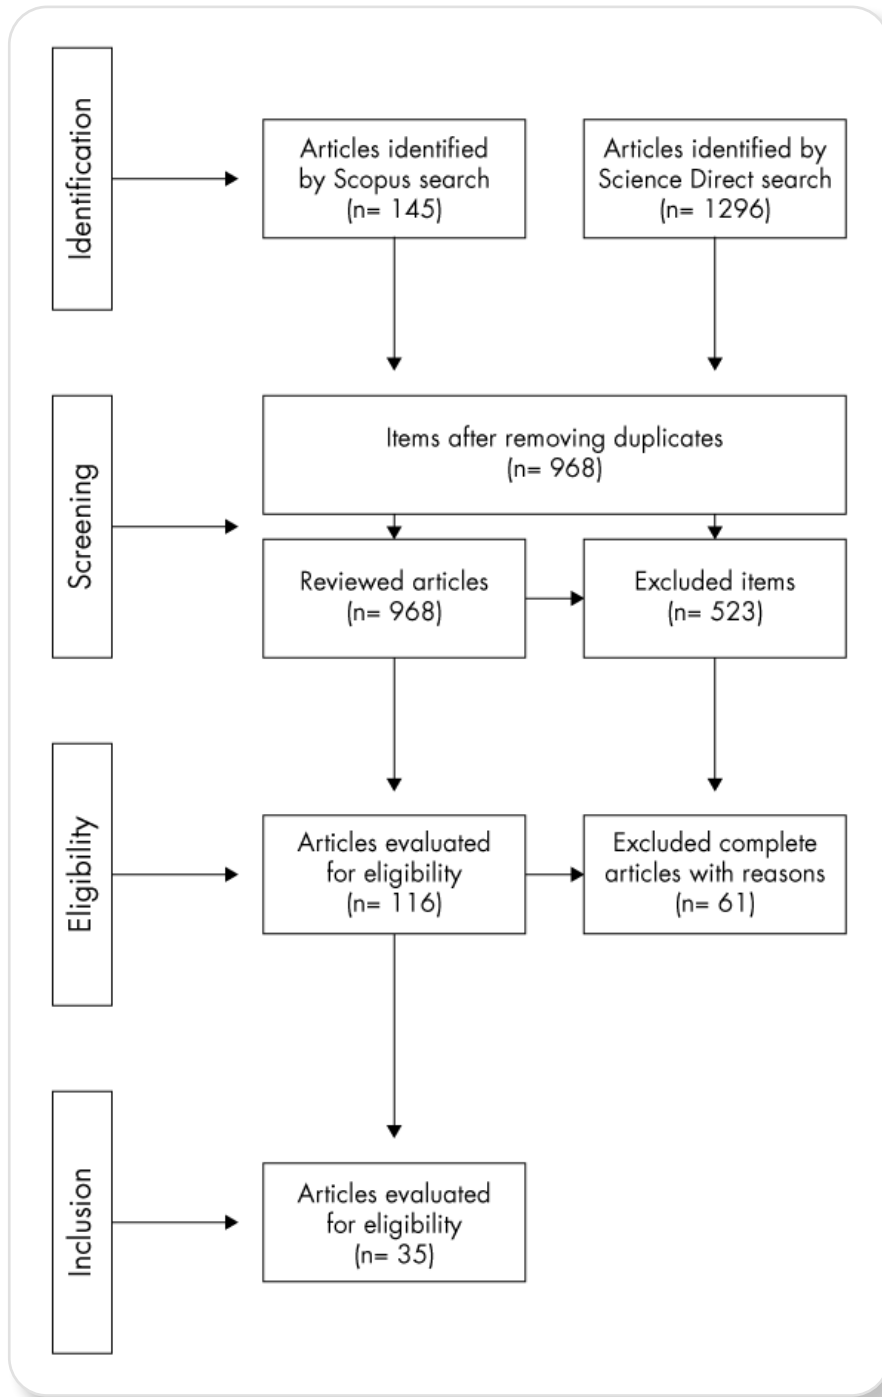 Identification
Articles identified
by Scopus search
(n= 145)
Articles identified by
Science Direct search
(n= 1296)
Screening
Items after removing duplicates
(n= 968)
Reviewed articles
(n= 968)
Excluded items
(n= 523)
Eligibility
Articles evaluated
for eligibility
(n= 116)
Excluded complete
articles with reasons
(n= 61)
Inclusion
Articles evaluated
for eligibility
(n= 35)